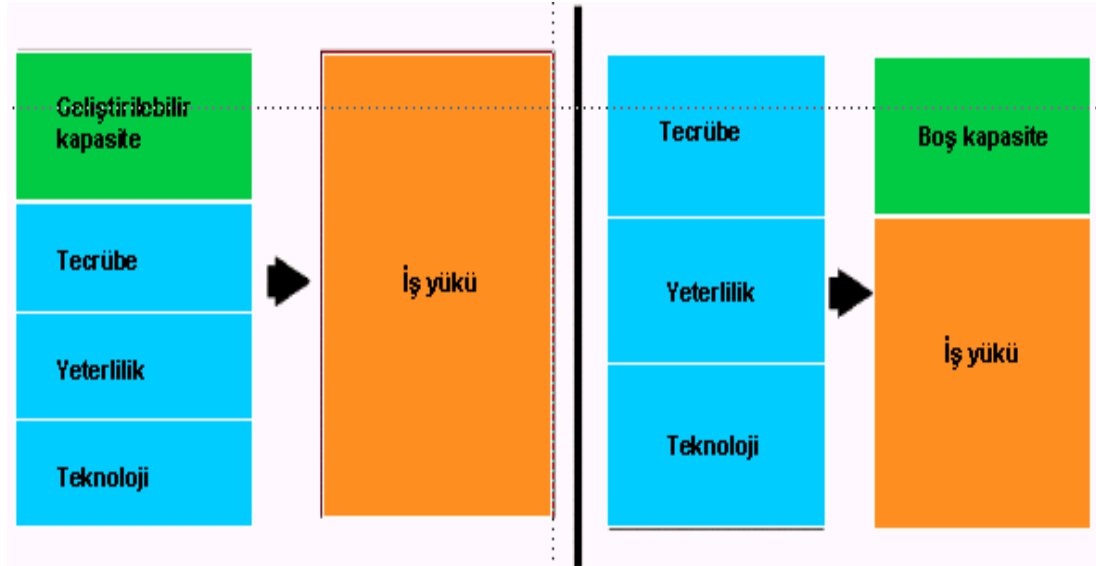 Geliştirilebilir
kapasite
Tecrübe
Yeterlilik
Teknoloji
İş yükü
Tecrübe
Yeterlilik
Teknoloji
Boş kapasite
İş yükü